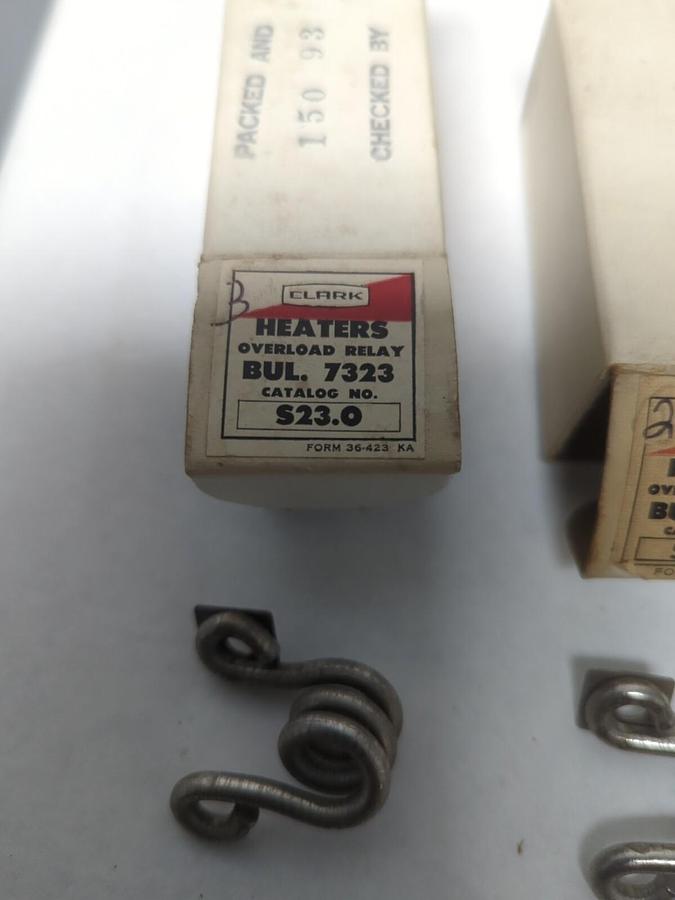 PACKED AND
150 93
CHECKED BY
3
CLARK
HEATERS
OVERLOAD RELAY
BUL. 7323
CATALOG NO.
S23.0
FORM 36-423 KA
2